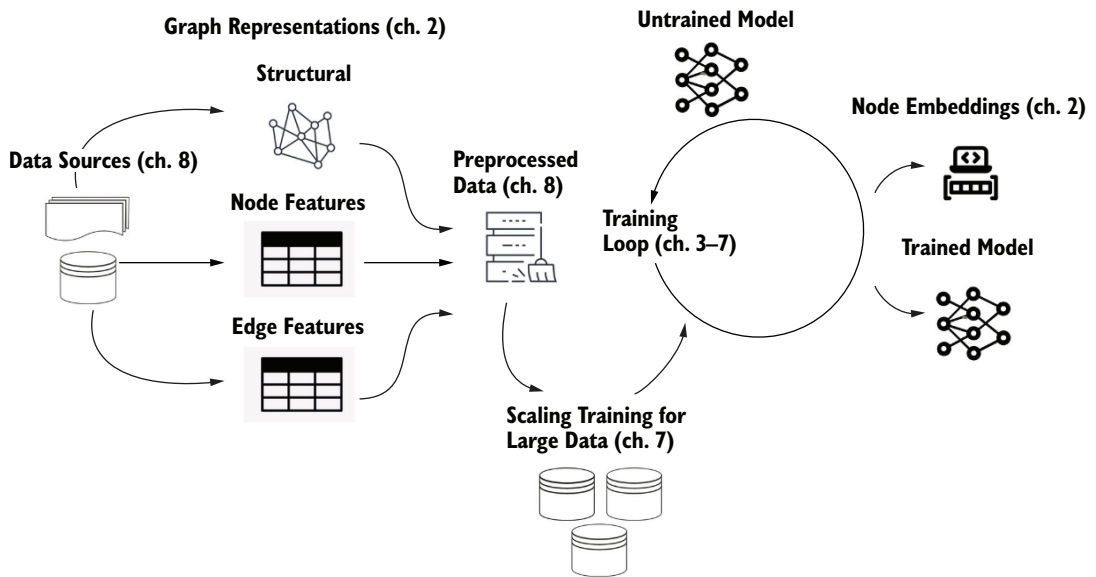 Graph Representations (ch. 2)
Structural
Data Sources (ch. 8)
Node Features
Edge Features
Preprocessed
Data (ch. 8)
Scaling Training for
Large Data (ch. 7)
Untrained Model
Training
Loop (ch. 3–7)
Node Embeddings (ch. 2)
Trained Model